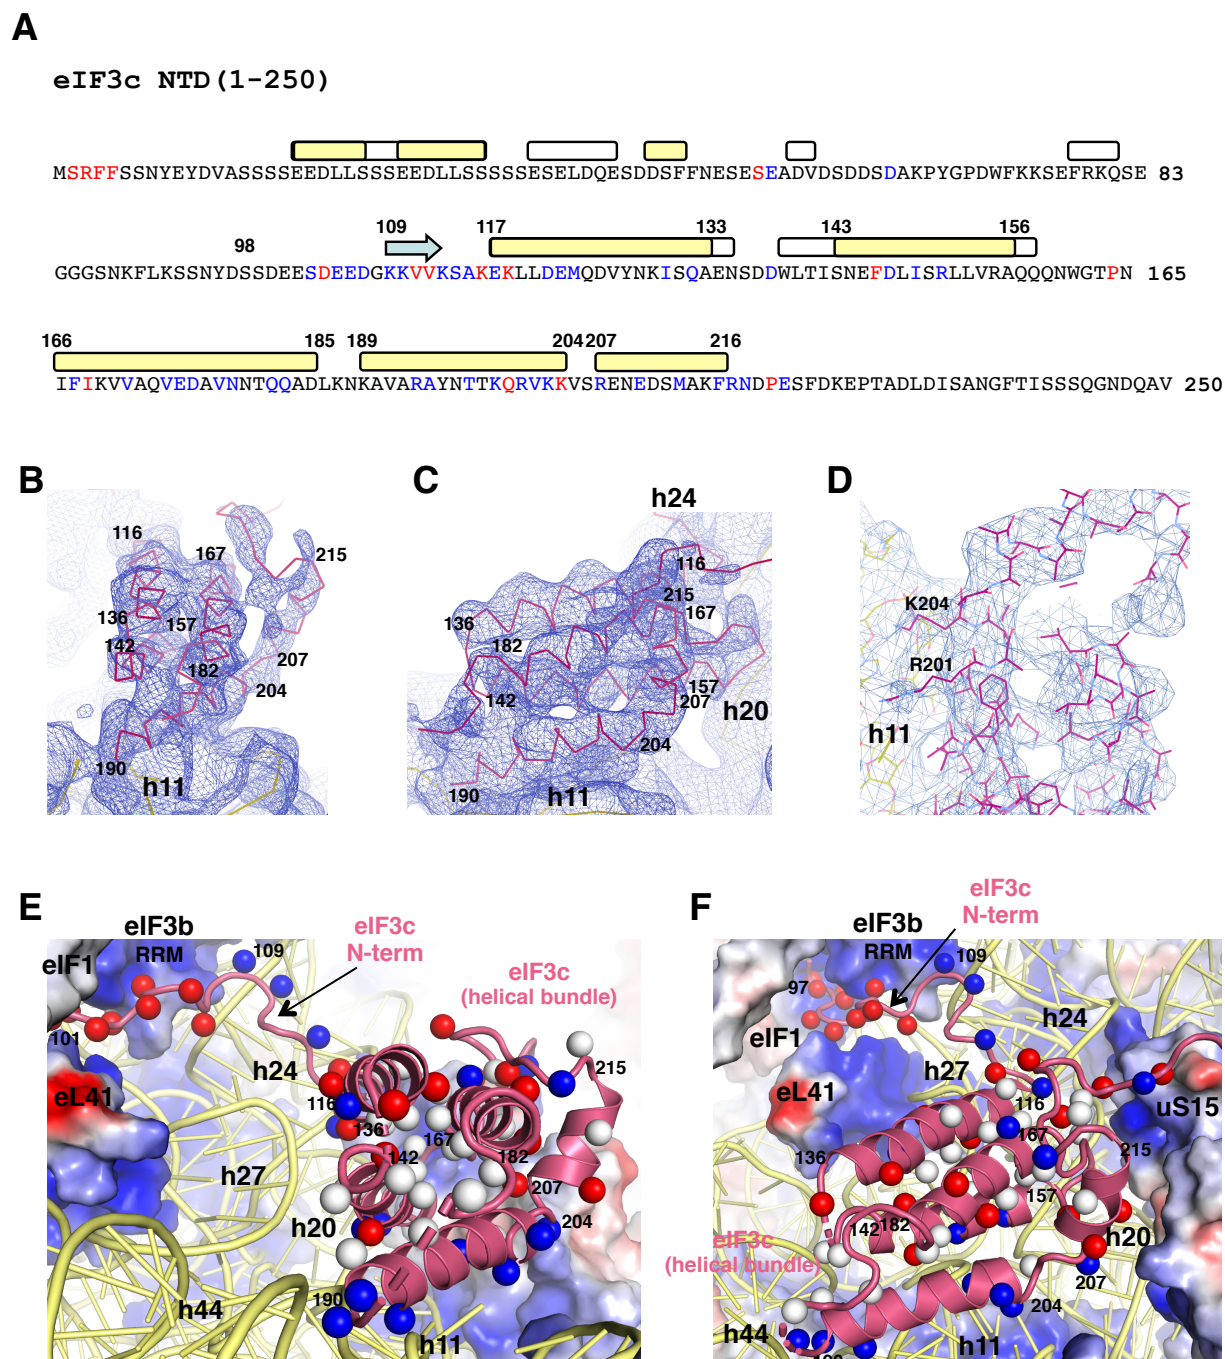 A
eIF3c NTD(1-250)
MSRFFSSNYEYDVASSSSEEDLLSSSEEDLLSSSSSESELDQESDDSFFNESESEADVDSDDSDAKPYGPDWFKKSEFRKQSE 83
98 109 117 133 143 156
GGGSNKFLKSSNYDSSDEESDEEDGKKVVKSAKEKLLDEMQDVYNKISQAENSDDWLTISNEFDLISRLLVRAQQQNWGTPN 165
166 185 189 204 207 216
IFIKVVAQVEDAVNNTQQADLKNKAVARAYNTTKQRVKKVSRENEDSMAKFRNDPESFDKEPTADLDISANGFTISSSQGNDQAV 250
B
116
167
215
136
157
142
182
207
204
190
h11
C
h24
116
215
167
136
182
142
157
207
h20
204
190
h11
D
K204
R201
h11
E
eIF3b
RRM
eIF1
109
eIF3c
N-term
eIF3c
(helical bundle)
101
h24
eL41
116
136
142
167
182
215
h27
207
h20
204
190
h44
h11
F
eIF3c
N-term
eIF3b
RRM
109
97
eIF1
h24
h27
eL41
116
uS15
167
136
215
157
142
182
h20
eIF3c
(helical bundle)
207
204
h44
h11
190